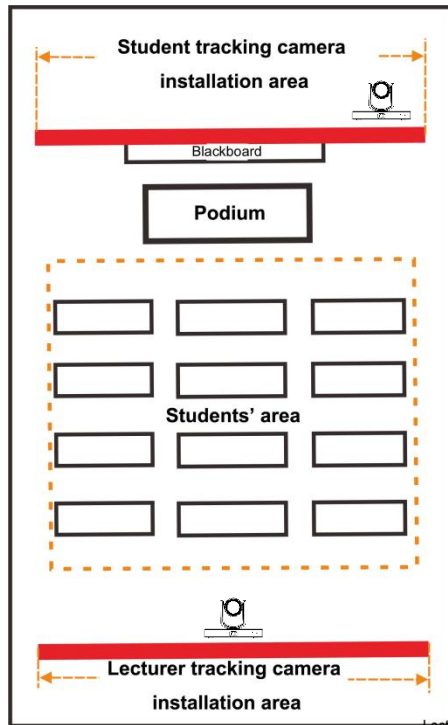 Student tracking camera
installation area
Blackboard
Podium
Students' area
Lecturer tracking camera
installation area